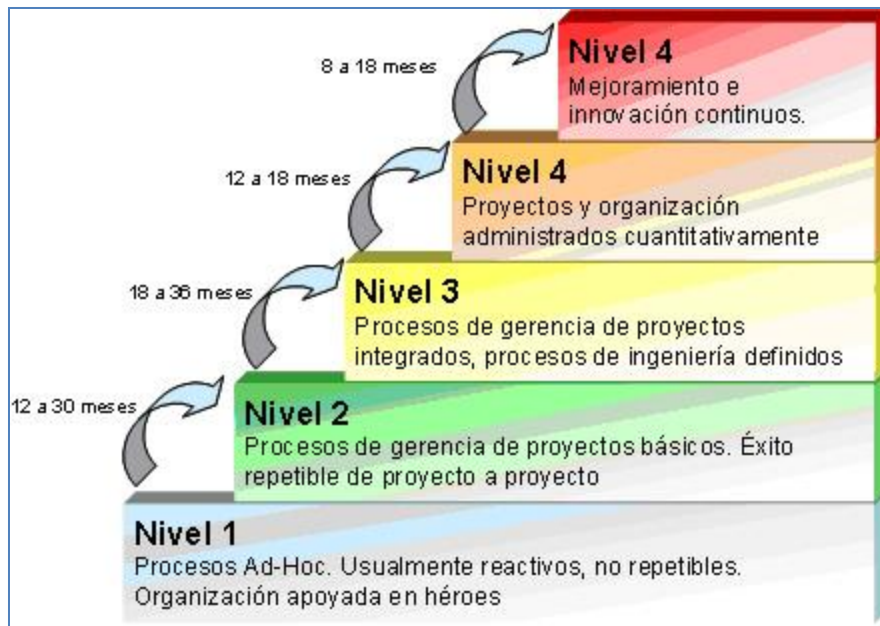 8 a 18 meses
Nivel 4
Mejoramiento e
innovación continuos.
12 a 18 meses
Nivel 4
Proyectos y organización
administrados cuantitativamente
18 a 36 meses
Nivel 3
Procesos de gerencia de proyectos
integrados, procesos de ingeniería definidos
12 a 30 meses
Nivel 2
Procesos de gerencia de proyectos básicos. Éxito
repetible de proyecto a proyecto
Nivel 1
Procesos Ad-Hoc. Usualmente reactivos, no repetibles.
Organización apoyada en héroes